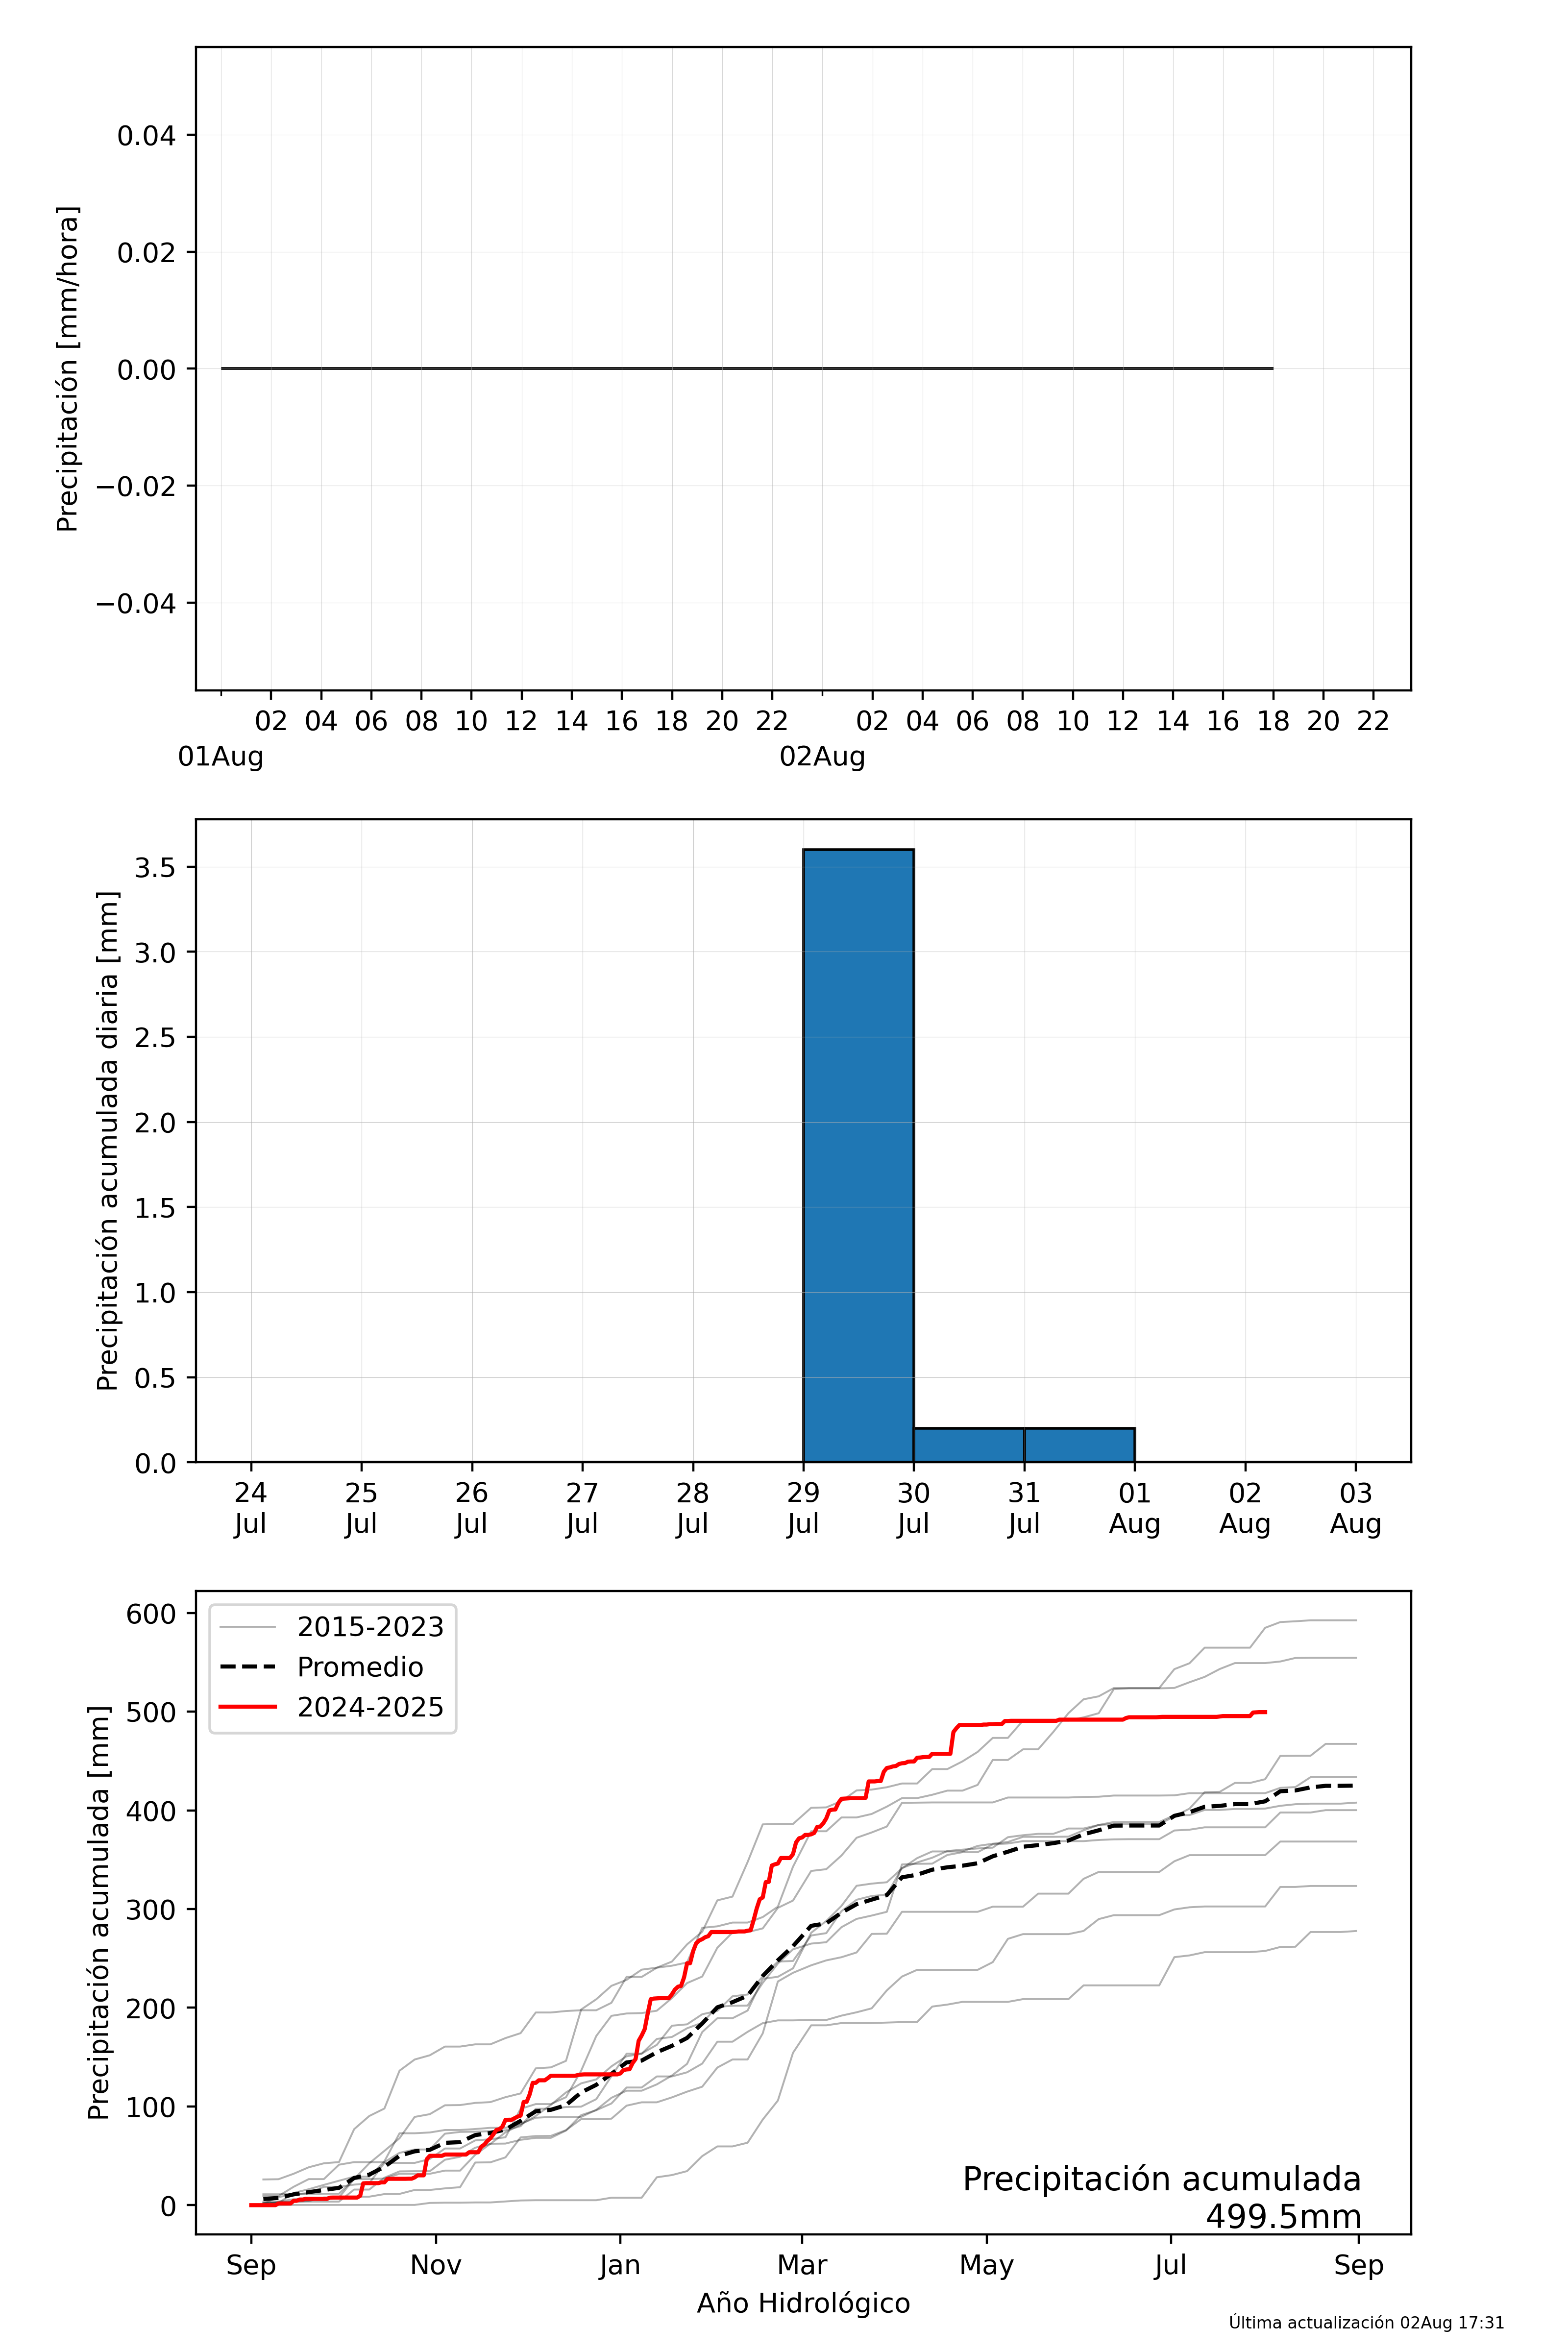 Precipitación [mm/hora]
0.04
0.02
0.00
−0.02
−0.04
02 04 06 08 10 12 14 16 18 20 22 02 04 06 08 10 12 14 16 18 20 22
01Aug 02Aug
Precipitación acumulada diaria [mm]
3.5
3.0
2.5
2.0
1.5
1.0
0.5
0.0
24 25 26 27 28 29 30 31 01 02 03
Jul Jul Jul Jul Jul Jul Jul Jul Aug Aug Aug
Precipitación acumulada [mm]
600
500
400
300
200
100
0
2015-2023
Promedio
2024-2025
Precipitación acumulada
499.5mm
Sep Nov Jan Mar May Jul Sep
Año Hidrológico
Última actualización 02Aug 17:31